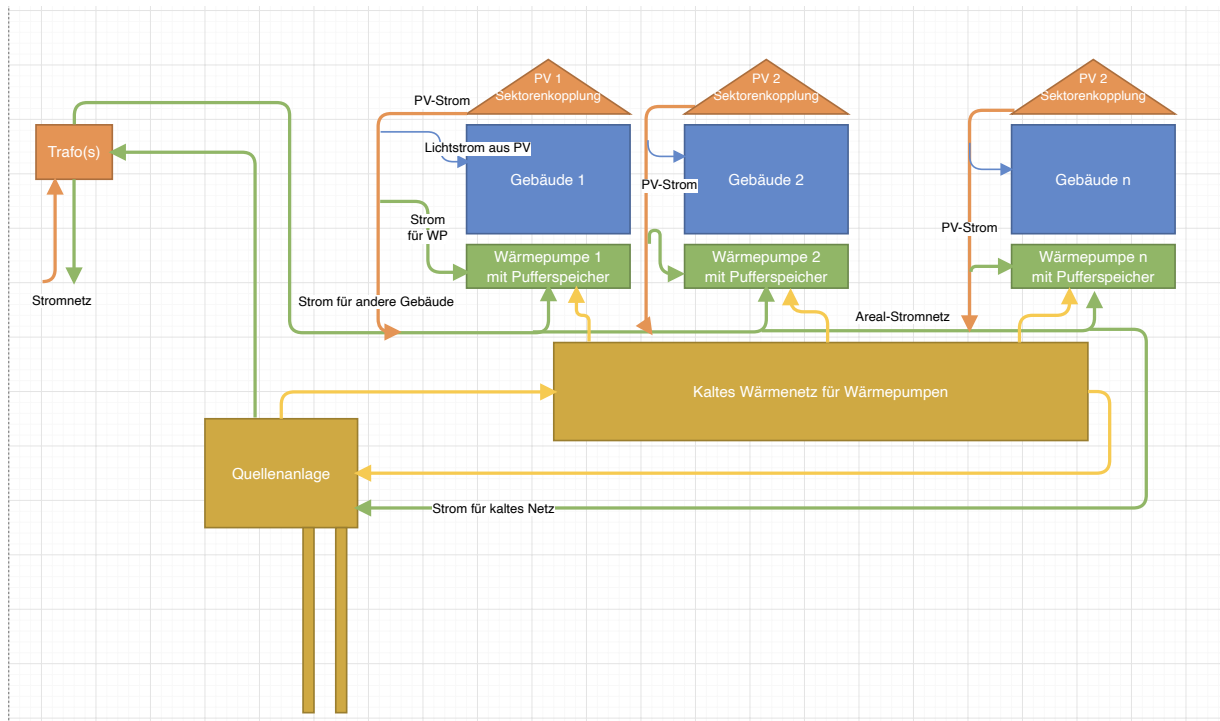 PV 1
Sektorenkopplung
PV 2
Sektorenkopplung
PV 2
Sektorenkopplung
PV-Strom
Trafo(s)
Lichtstrom aus PV
Gebäude 1
Gebäude 2
Gebäude n
PV-Strom
Strom
für WP
PV-Strom
Wärmepumpe 1
mit Pufferspeicher
Wärmepumpe 2
mit Pufferspeicher
Wärmepumpe n
mit Pufferspeicher
Stromnetz
Strom für andere Gebäude
Areal-Stromnetz
Kaltes Wärmenetz für Wärmepumpen
Quellenanlage
Strom für kaltes Netz